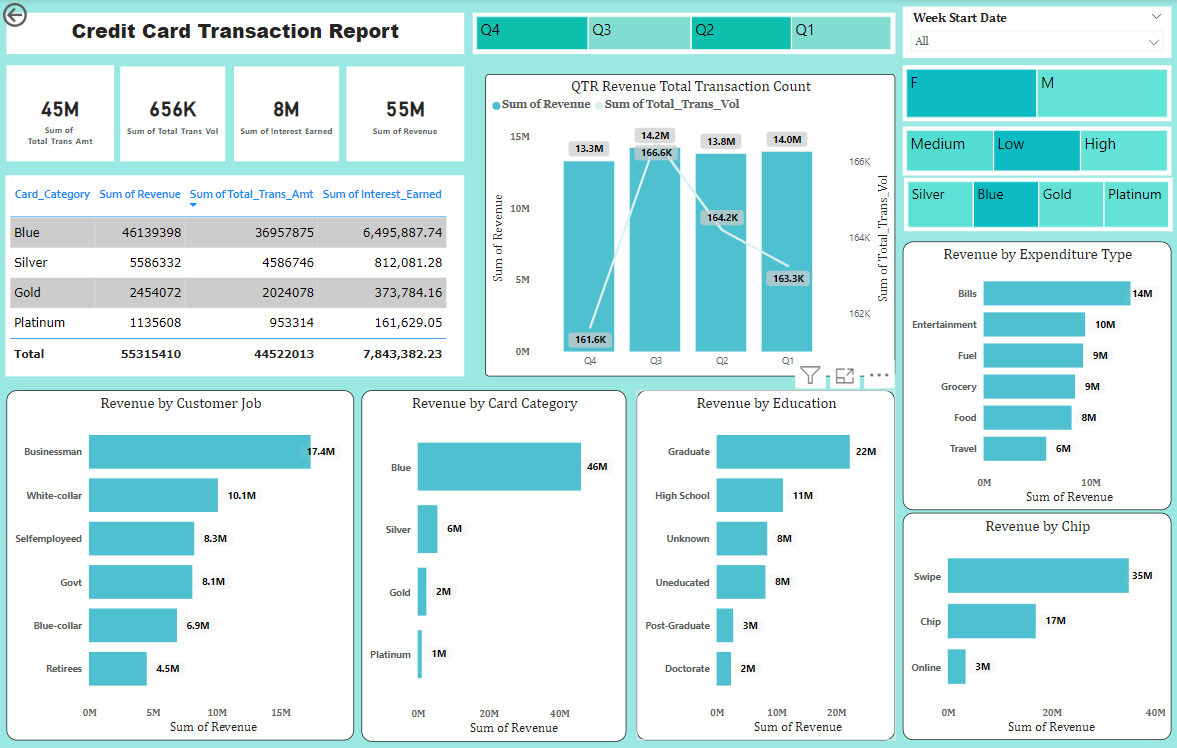 Credit Card Transaction Report
Q4
Q3
Q2
Q1
Week Start Date
All
45M
Sum of
Total Trans Amt
656K
Sum of Total Trans Vol
8M
Sum of Interest Earned
55M
Sum of Revenue
F
M
Medium
Low
High
Silver
Blue
Gold
Platinum
Card_Category Sum of Revenue Sum of Total_Trans_Amt Sum of Interest_Earned
Blue 46139398 36957875 6,495,887.74
Silver 5586332 4586746 812,081.28
Gold 2454072 2024078 373,784.16
Platinum 1135608 953314 161,629.05
Total 55315410 44522013 7,843,382.23
QTR Revenue Total Transaction Count
Sum of Revenue Sum of Total_Trans_Vol
15M
10M
5M
0M
Sum of Revenue
13.3M
14.2M
13.8M
14.0M
161.6K
166.6K
164.2K
163.3K
166K
164K
162K
Sum of Total_Trans_Vol
Q4 Q3 Q2 Q1
Revenue by Expenditure Type
Bills 14M
Entertainment 10M
Fuel 9M
Grocery 9M
Food 8M
Travel 6M
0M 10M
Sum of Revenue
Revenue by Customer Job
Businessman 17.4M
White-collar 10.1M
Selfemployeed 8.3M
Govt 8.1M
Blue-collar 6.9M
Retirees 4.5M
0M 5M 10M 15M
Sum of Revenue
Revenue by Card Category
Blue 46M
Silver 6M
Gold 2M
Platinum 1M
0M 20M 40M
Sum of Revenue
Revenue by Education
Graduate 22M
High School 11M
Unknown 8M
Uneducated 8M
Post-Graduate 3M
Doctorate 2M
0M 10M 20M
Sum of Revenue
Revenue by Chip
Swipe 35M
Chip 17M
Online 3M
0M 20M 40M
Sum of Revenue